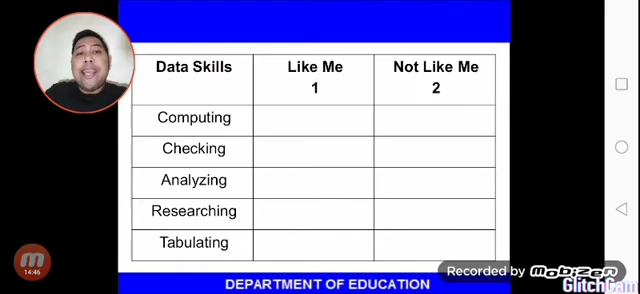 Data Skills Like Me Not Like Me
1 2
Computing
Checking
Analyzing
Researching
Tabulating
14:46
Recorded by mobizen
DEPARTMENT OF EDUCATION
GlitchCam